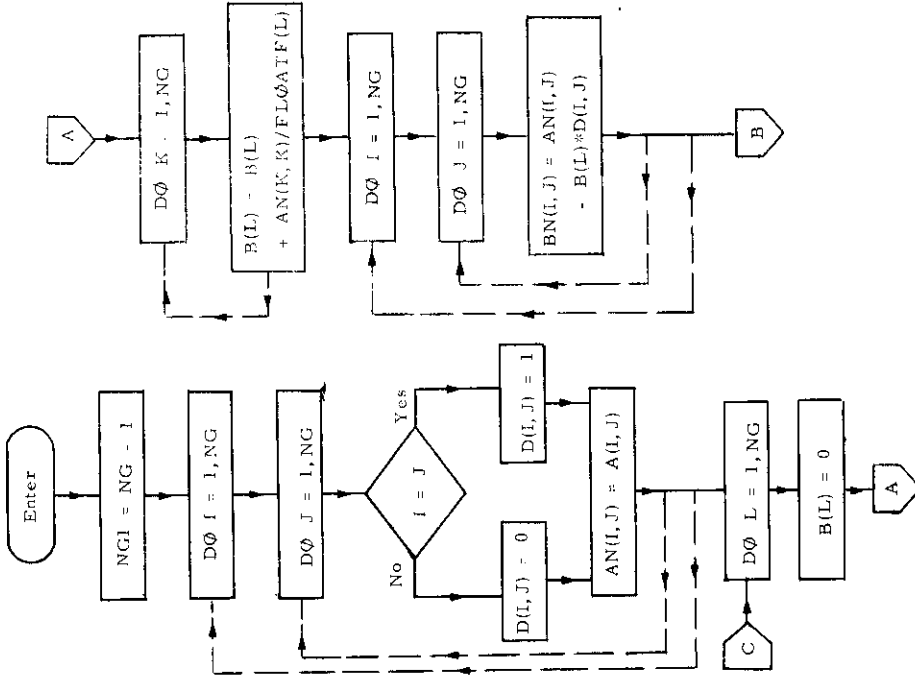 Enter
NG1 = NG - 1
DØ I = 1, NG
DØ J = 1, NG
I = J
No
Yes
D(I, J) = 0
D(I, J) = 1
AN(I, J) = A(I, J)
C
DØ L = 1, NG
B(L) = 0
A
A
DØ K - 1, NG
B(L) - B(L)
+ AN(K, K)/FLØATF(L)
DØ I = 1, NG
DØ J = 1, NG
BN(I, J) = AN(I, J)
- B(L)*D(I, J)
B